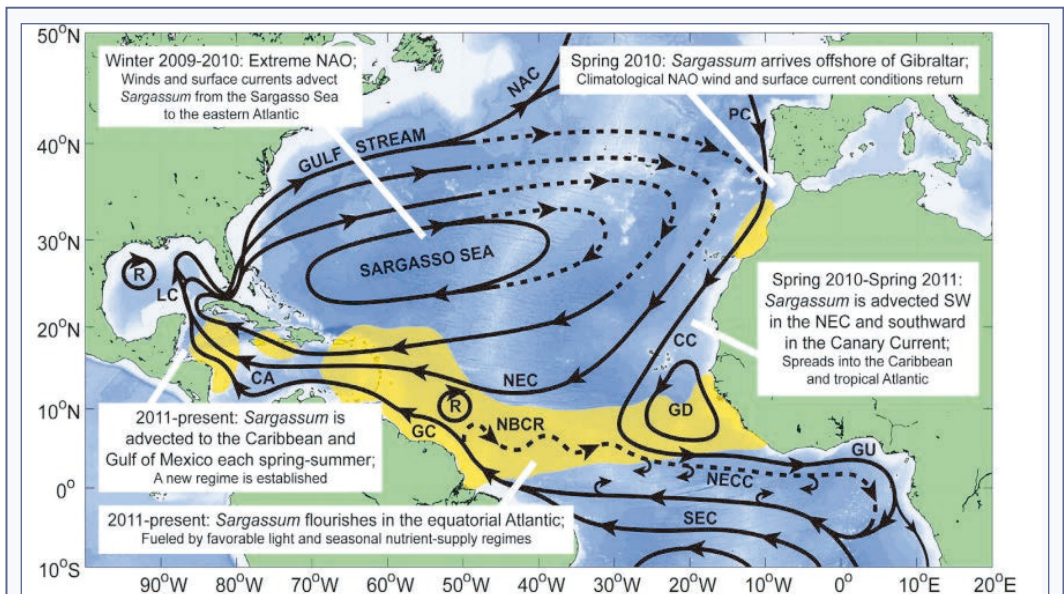 50°N
40°N
30°N
20°N
10°N
0°
10°S
90°W
80°W
70°W
60°W
50°W
40°W
30°W
20°W
10°W
0°
10°E
20°E
Winter 2009-2010: Extreme NAO;
Winds and surface currents advect
Sargassum from the Sargasso Sea
to the eastern Atlantic
Spring 2010: Sargassum arrives offshore of Gibraltar;
Climatological NAO wind and surface current conditions return
NAC
PC
GULF STREAM
SARGASSO SEA
R
LC
Spring 2010-Spring 2011:
Sargassum is advected SW
in the NEC and southward
in the Canary Current;
Spreads into the Caribbean
and tropical Atlantic
CC
CA
NEC
R
GD
GC
NBCR
GU
NECC
SEC
2011-present: Sargassum is
advected to the Caribbean and
Gulf of Mexico each spring-summer;
A new regime is established
2011-present: Sargassum flourishes in the equatorial Atlantic;
Fueled by favorable light and seasonal nutrient-supply regimes